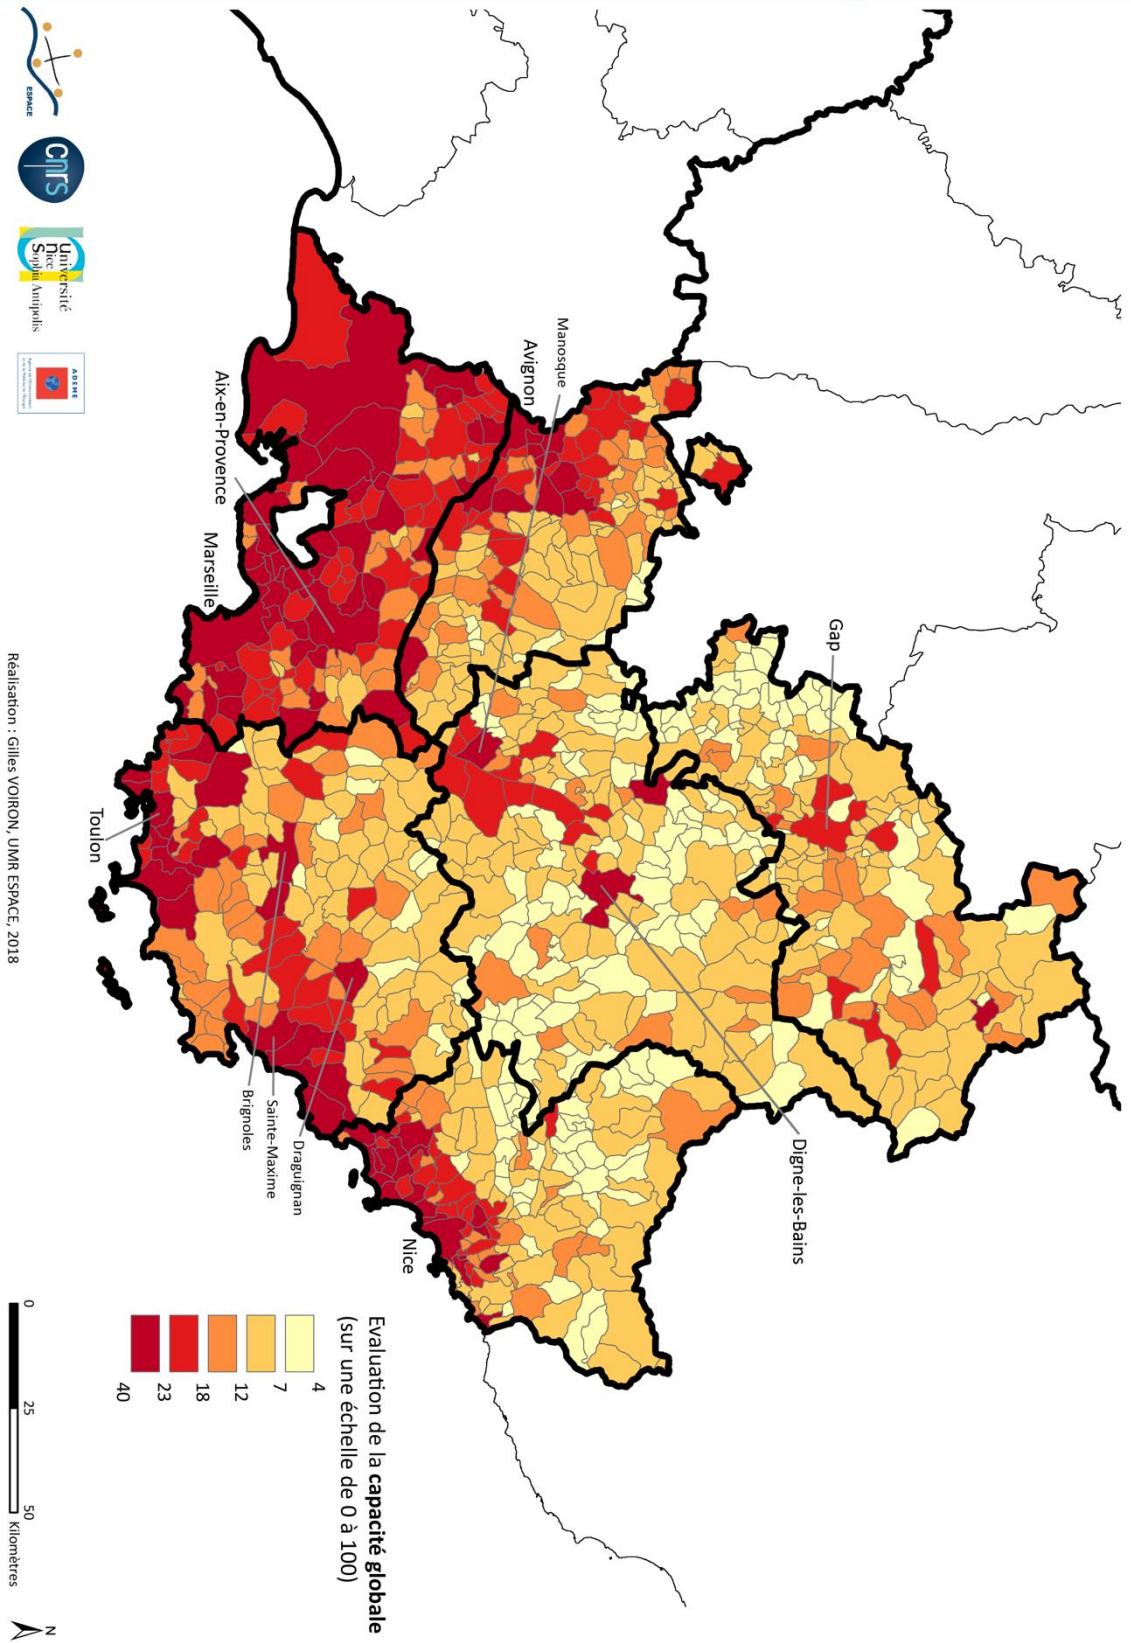 Gap
Digne-les-Bains
Manosque
Avignon
Aix-en-Provence
Marseille
Toulon
Brignoles
Sainte-Maxime
Draguignan
Nice
Evaluation de la capacité globale
(sur une échelle de 0 à 100)
4
7
12
18
23
40
0 25 50
Kilomètres
N
ESPACE
cnrs
Université
nice
Sophia Antipolis
ADEME
Réalisation : Gilles VOIRON, UMR ESPACE, 2018